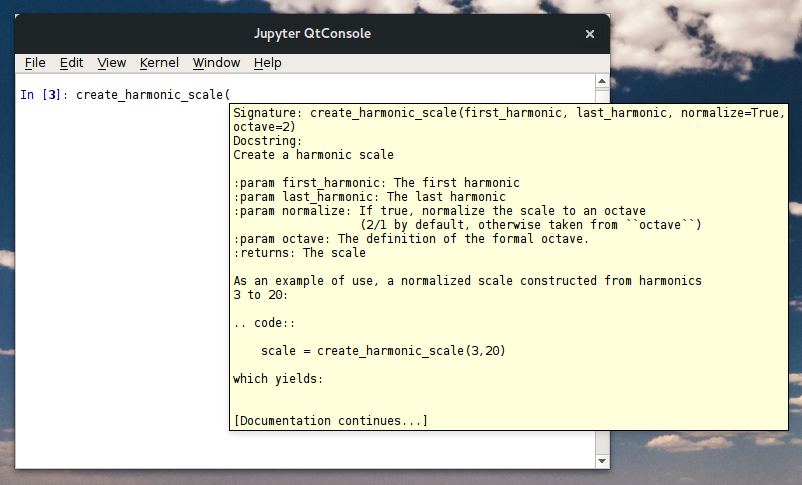 Jupyter QtConsole
File Edit View Kernel Window Help
In [3]: create_harmonic_scale(
Signature: create_harmonic_scale(first_harmonic, last_harmonic, normalize=True,
octave=2)
Docstring:
Create a harmonic scale
:param first_harmonic: The first harmonic
:param last_harmonic: The last harmonic
:param normalize: If true, normalize the scale to an octave
(2/1 by default, otherwise taken from ``octave``)
:param octave: The definition of the formal octave.
:returns: The scale
As an example of use, a normalized scale constructed from harmonics
3 to 20:
.. code::
scale = create_harmonic_scale(3,20)
which yields:
[Documentation continues...]